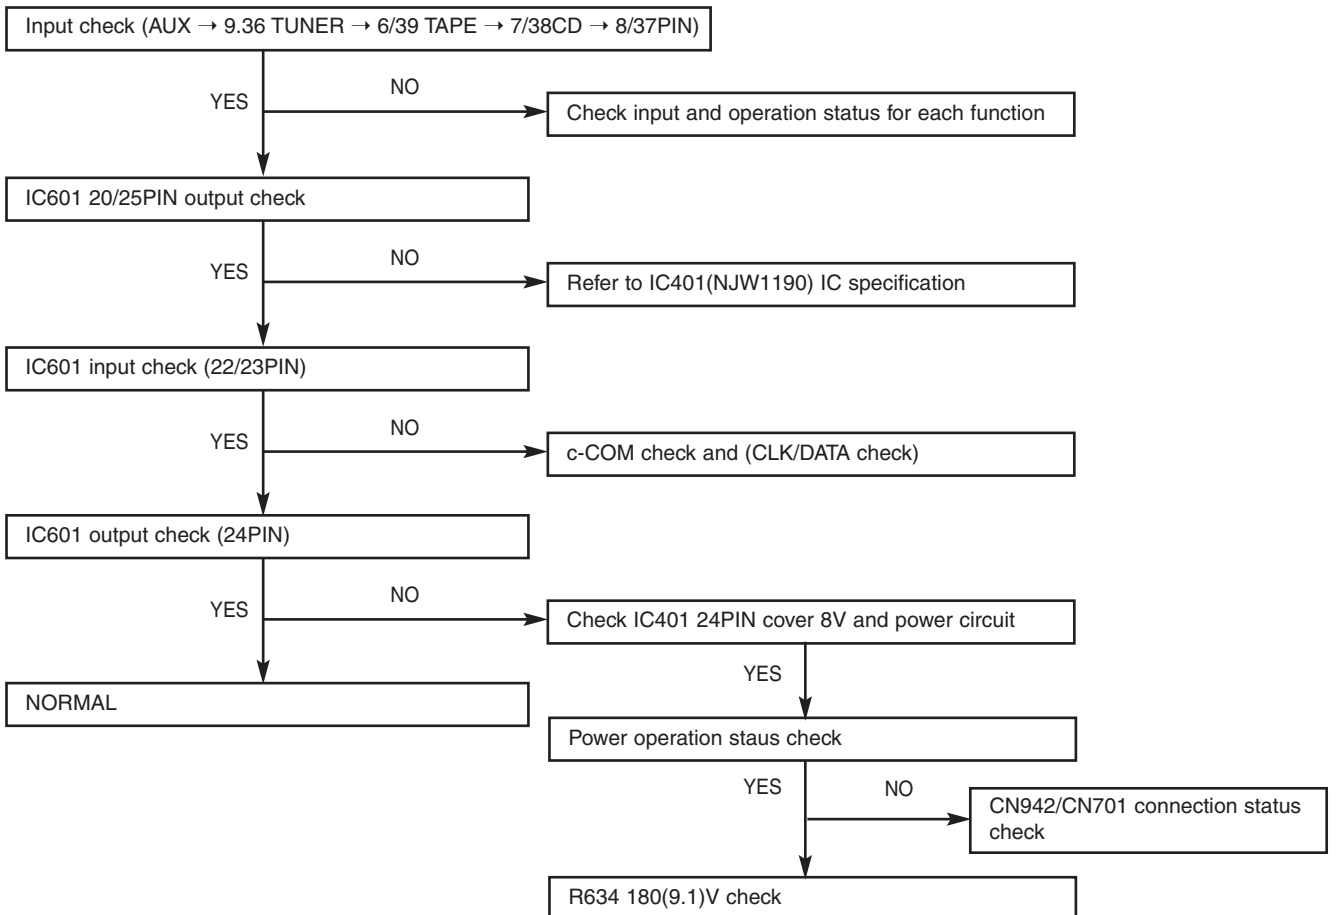 Input check (AUX → 9.36 TUNER → 6/39 TAPE → 7/38CD → 8/37PIN)
YES
NO
Check input and operation status for each function
IC601 20/25PIN output check
YES
NO
Refer to IC401(NJW1190) IC specification
IC601 input check (22/23PIN)
YES
NO
c-COM check and (CLK/DATA check)
IC601 output check (24PIN)
YES
NO
Check IC401 24PIN cover 8V and power circuit
YES
NORMAL
Power operation staus check
YES
NO
CN942/CN701 connection status
check
R634 180(9.1)V check